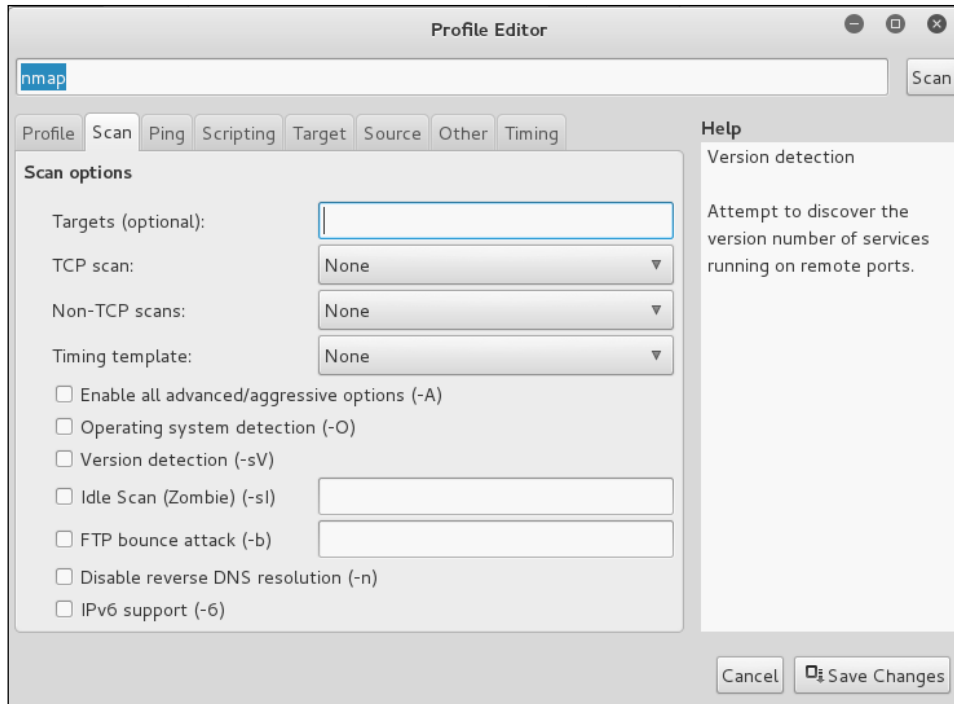 Profile Editor
nmap
Scan
Profile
Scan
Ping
Scripting
Target
Source
Other
Timing
Scan options
Targets (optional):
TCP scan:
None
Non-TCP scans:
None
Timing template:
None
Enable all advanced/aggressive options (-A)
Operating system detection (-O)
Version detection (-sV)
Idle Scan (Zombie) (-sI)
FTP bounce attack (-b)
Disable reverse DNS resolution (-n)
IPv6 support (-6)
Help
Version detection
Attempt to discover the
version number of services
running on remote ports.
Cancel
Save Changes